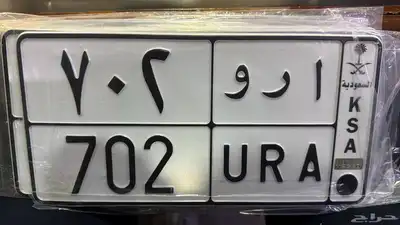 ٧٠٢ ا ر و
702 URA
السعودية
KSA
حراج